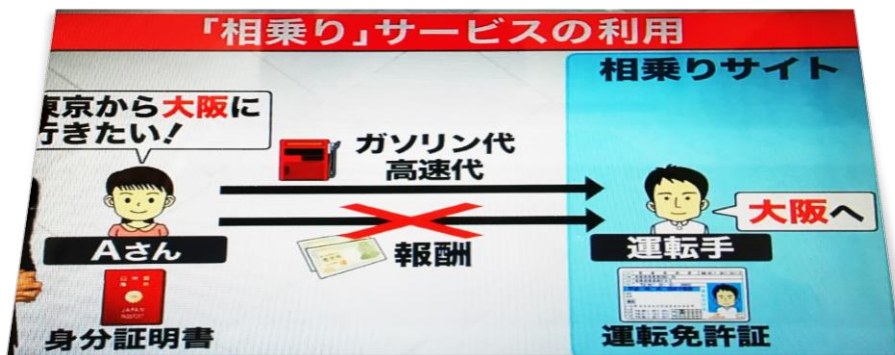 「相乗り」サービスの利用
相乗りサイト
東京から大阪に
行きたい!
ガソリン代
高速代
大阪へ
Aさん
報酬
運転手
JAPAN
PASSPORT
身分証明書
運転免許証